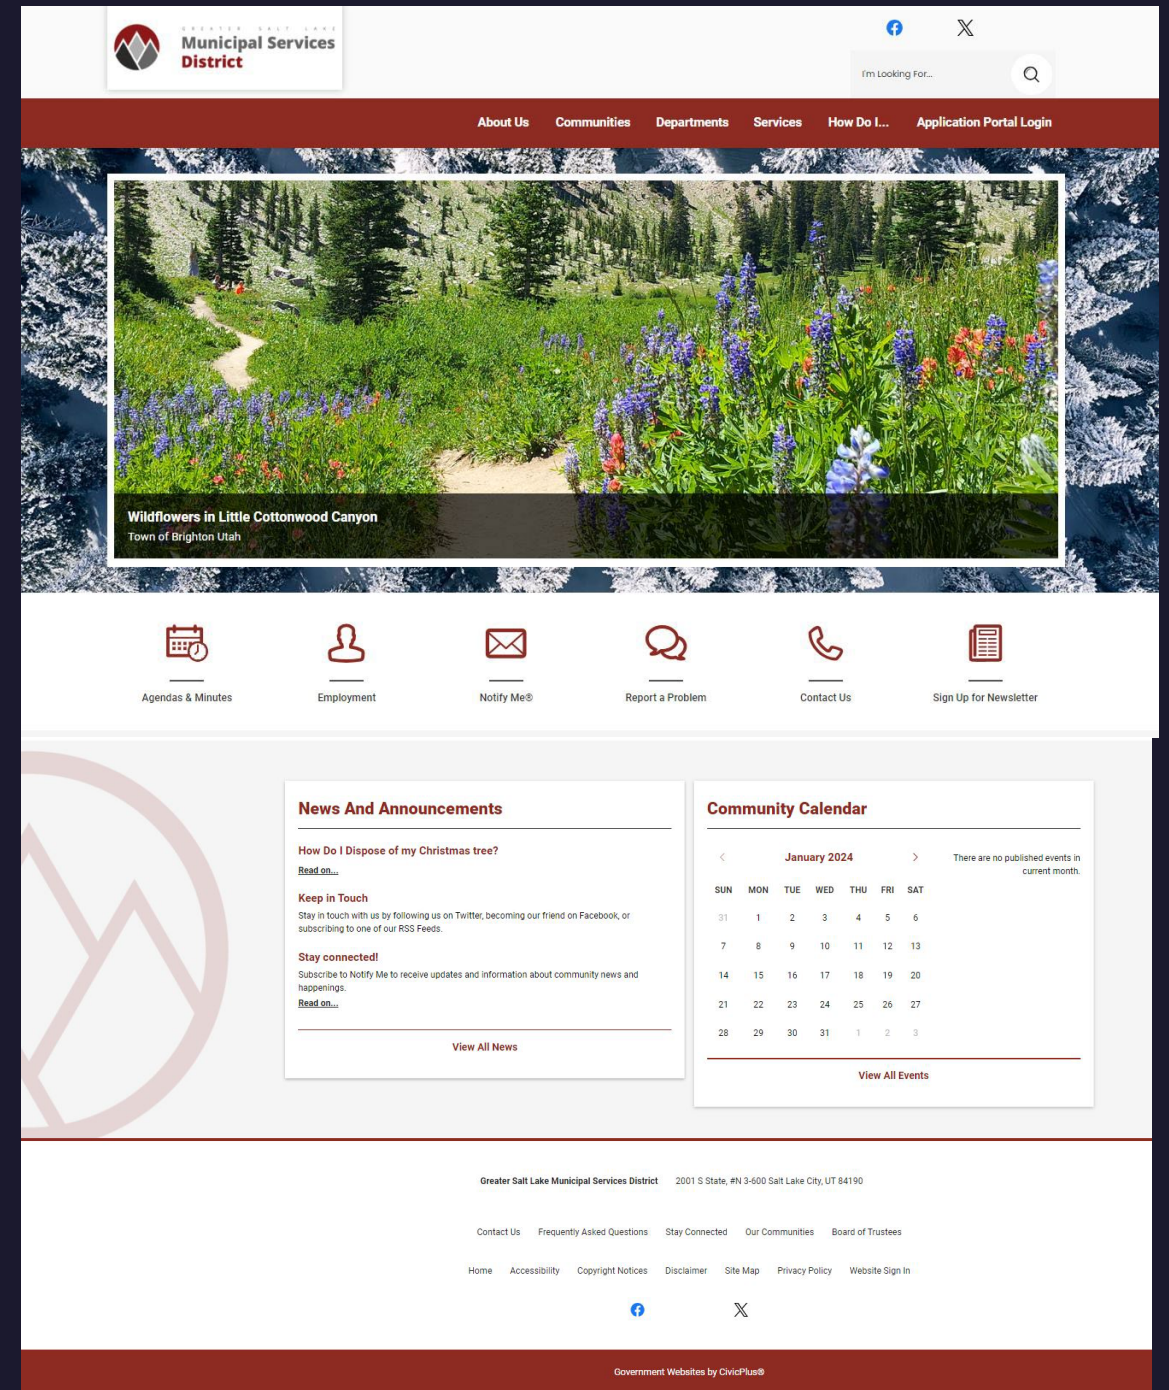 GREATER SALT LAKE
Municipal Services
District
I'm Looking For...
About Us Communities Departments Services How Do I... Application Portal Login
Wildflowers in Little Cottonwood Canyon
Town of Brighton Utah
Agendas & Minutes Employment Notify Me® Report a Problem Contact Us Sign Up for Newsletter
News And Announcements
How Do I Dispose of my Christmas tree?
Read on...
Keep in Touch
Stay in touch with us by following us on Twitter, becoming our friend on Facebook, or
subscribing to one of our RSS Feeds.
Stay connected!
Subscribe to Notify Me to receive updates and information about community news and
happenings.
Read on...
View All News
Community Calendar
January 2024
SUN MON TUE WED THU FRI SAT
31 1 2 3 4 5 6
7 8 9 10 11 12 13
14 15 16 17 18 19 20
21 22 23 24 25 26 27
28 29 30 31 1 2 3
There are no published events in
current month.
View All Events
Greater Salt Lake Municipal Services District 2001 S State, #N 3-600 Salt Lake City, UT 84190
Contact Us Frequently Asked Questions Stay Connected Our Communities Board of Trustees
Home Accessibility Copyright Notices Disclaimer Site Map Privacy Policy Website Sign In
Government Websites by CivicPlus®